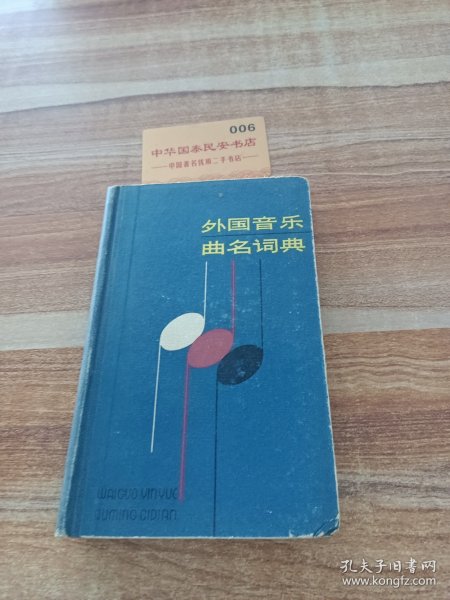 006
中华国泰民安书店
中国著名线圈二手书店
外国音乐
曲名词典
WAIGUO YINYUE
QUMING CIDIAN
孔夫子旧书网
www.kongfz.com